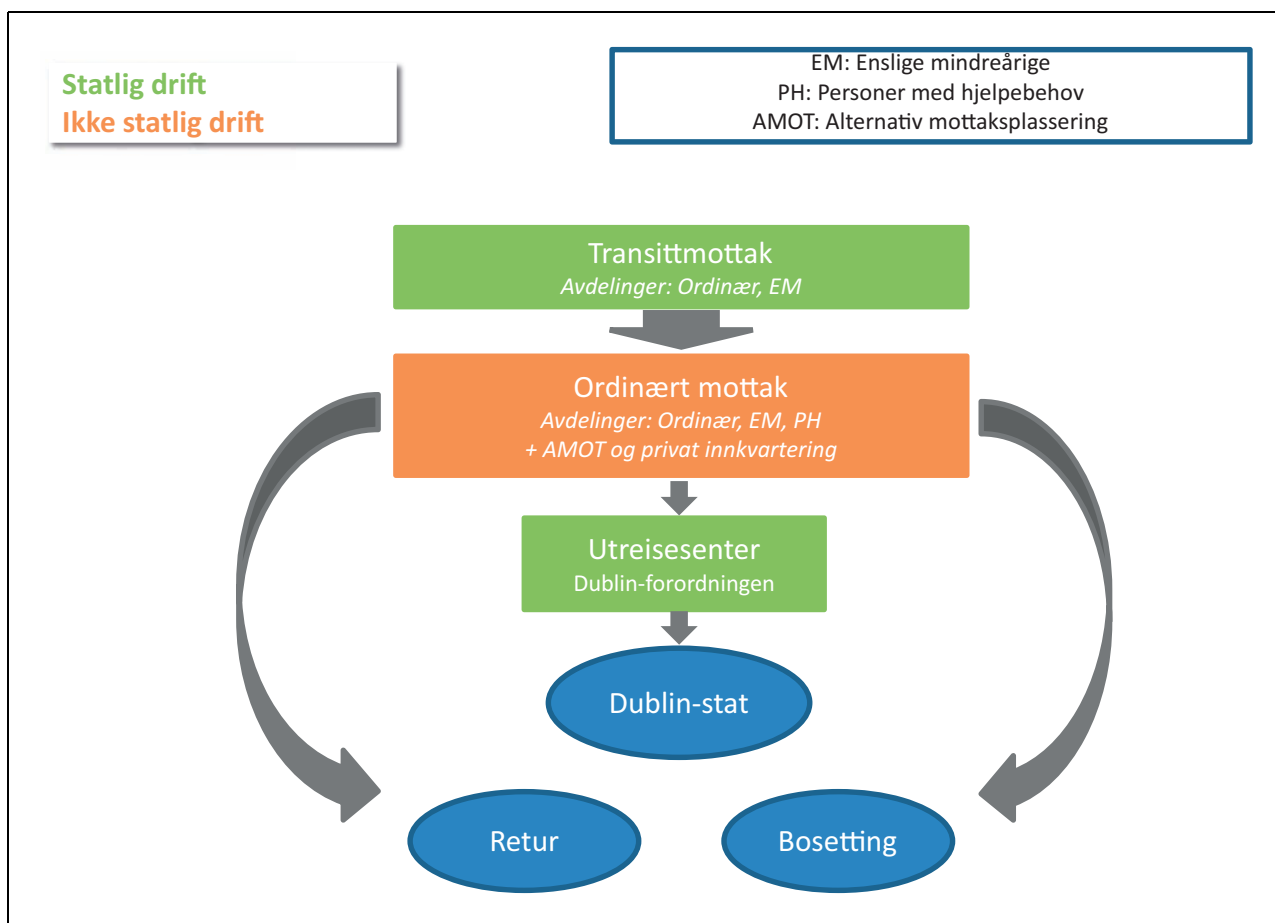 Statlig drift
Ikke statlig drift
EM: Enslige mindreårige
PH: Personer med hjelpebehov
AMOT: Alternativ mottaksplassering
Transittmottak
Avdelinger: Ordinær, EM
Ordinært mottak
Avdelinger: Ordinær, EM, PH
+ AMOT og privat innkvartering
Utreisesenter
Dublin-forordningen
Dublin-stat
Retur
Bosetting